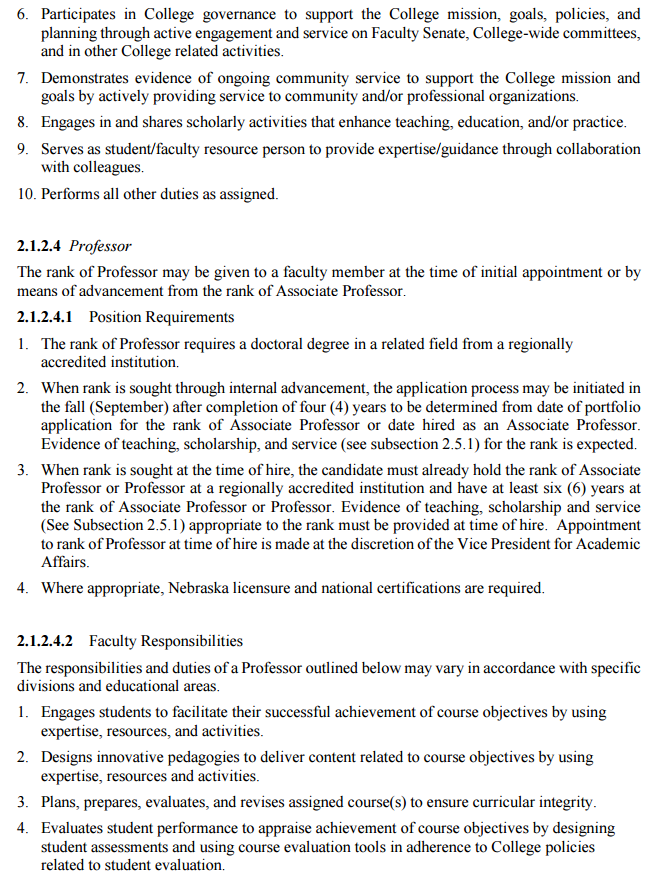 6. Participates in College governance to support the College mission, goals, policies, and
planning through active engagement and service on Faculty Senate, College-wide committees,
and in other College related activities.
7. Demonstrates evidence of ongoing community service to support the College mission and
goals by actively providing service to community and/or professional organizations.
8. Engages in and shares scholarly activities that enhance teaching, education, and/or practice.
9. Serves as student/faculty resource person to provide expertise/guidance through collaboration
with colleagues.
10. Performs all other duties as assigned.
2.1.2.4 Professor
The rank of Professor may be given to a faculty member at the time of initial appointment or by
means of advancement from the rank of Associate Professor.
2.1.2.4.1 Position Requirements
1. The rank of Professor requires a doctoral degree in a related field from a regionally
accredited institution.
2. When rank is sought through internal advancement, the application process may be initiated in
the fall (September) after completion of four (4) years to be determined from date of portfolio
application for the rank of Associate Professor or date hired as an Associate Professor.
Evidence of teaching, scholarship, and service (see subsection 2.5.1) for the rank is expected.
3. When rank is sought at the time of hire, the candidate must already hold the rank of Associate
Professor or Professor at a regionally accredited institution and have at least six (6) years at
the rank of Associate Professor or Professor. Evidence of teaching, scholarship and service
(See Subsection 2.5.1) appropriate to the rank must be provided at time of hire. Appointment
to rank of Professor at time of hire is made at the discretion of the Vice President for Academic
Affairs.
4. Where appropriate, Nebraska licensure and national certifications are required.
2.1.2.4.2 Faculty Responsibilities
The responsibilities and duties of a Professor outlined below may vary in accordance with specific
divisions and educational areas.
1. Engages students to facilitate their successful achievement of course objectives by using
expertise, resources, and activities.
2. Designs innovative pedagogies to deliver content related to course objectives by using
expertise, resources and activities.
3. Plans, prepares, evaluates, and revises assigned course(s) to ensure curricular integrity.
4. Evaluates student performance to appraise achievement of course objectives by designing
student assessments and using course evaluation tools in adherence to College policies
related to student evaluation.